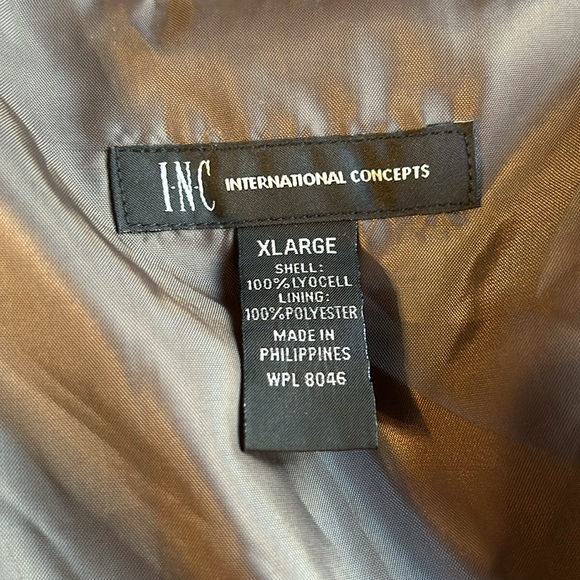 I·N·C INTERNATIONAL CONCEPTS
XLARGE
SHELL:
100%LYOCELL
LINING:
100%POLYESTER
MADE IN
PHILIPPINES
WPL 8046